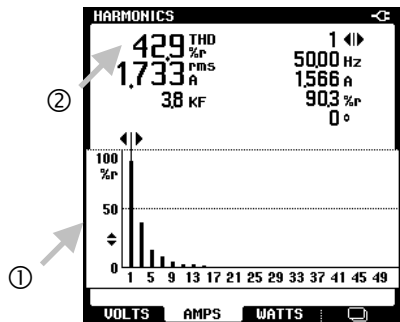 HARMONICS
42.9 THD %r
1.733 rms A
3.8 KF
1
50.00 Hz
1.566 A
90.3 %r
0 °
②
100
%r
50
0
①
1 5 9 13 17 21 25 29 33 37 41 45 49
VOLTS AMPS WATTS